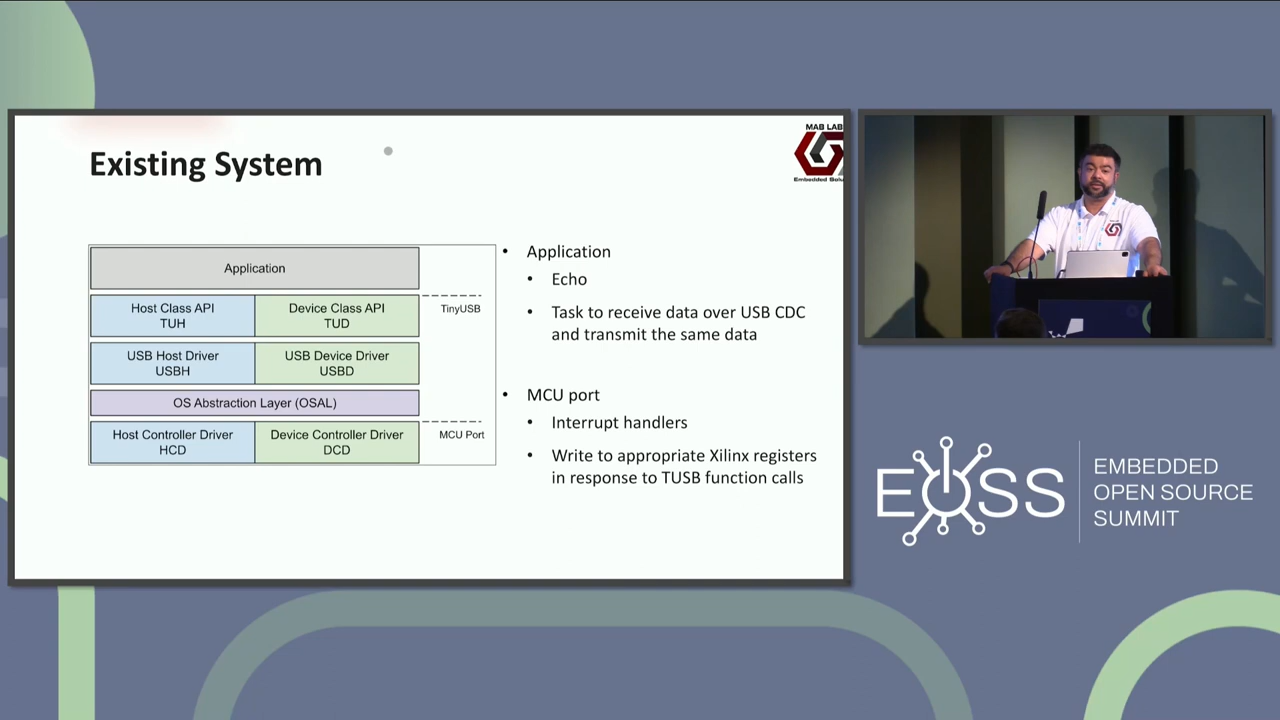 Existing System
MAB LAB
Embedded Solu
Application
Host Class API
TUH
Device Class API
TUD
TinyUSB
USB Host Driver
USBH
USB Device Driver
USBD
OS Abstraction Layer (OSAL)
Host Controller Driver
HCD
Device Controller Driver
DCD
MCU Port
• Application
• Echo
• Task to receive data over USB CDC
and transmit the same data
• MCU port
• Interrupt handlers
• Write to appropriate Xilinx registers
in response to TUSB function calls
EOSS
EMBEDDED
OPEN SOURCE
SUMMIT